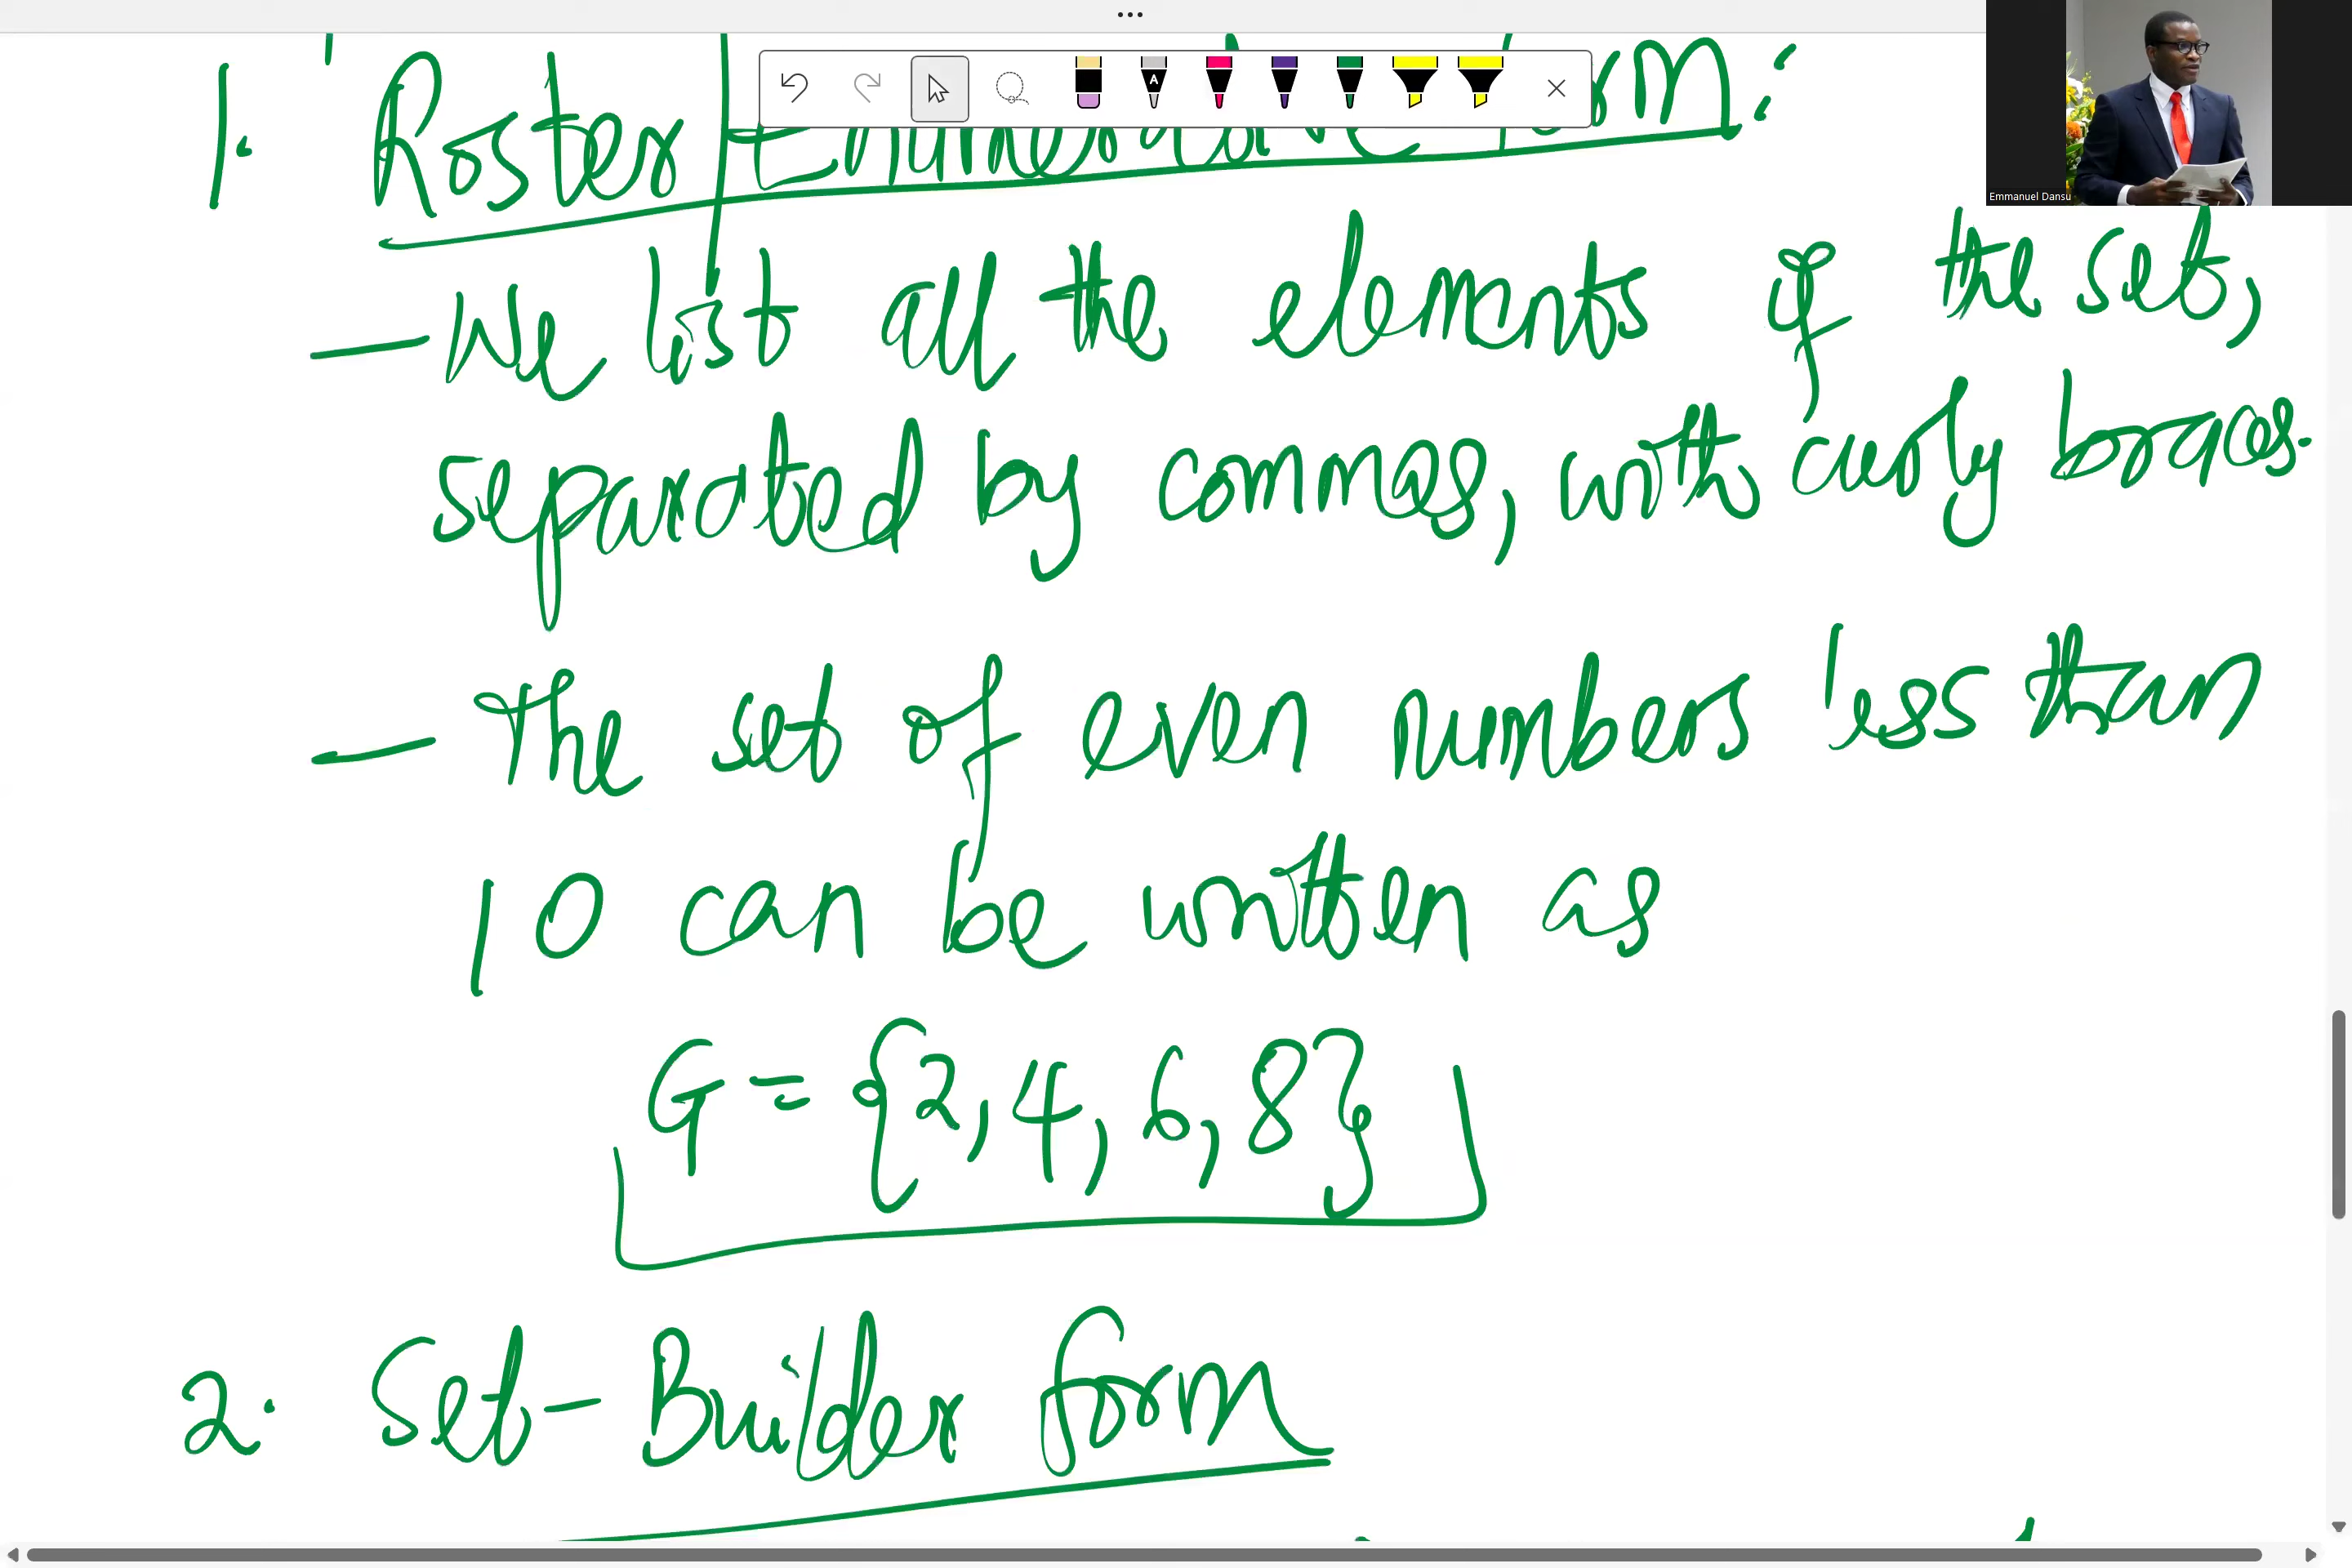 Emmanuel Dansu
1. Roster | Enumerative Form:
— We list all the elements of the set,
separated by commas, with curly braces.
— The set of even numbers less than
10 can be written as
G = {2, 4, 6, 8}
2. Set-Builder form